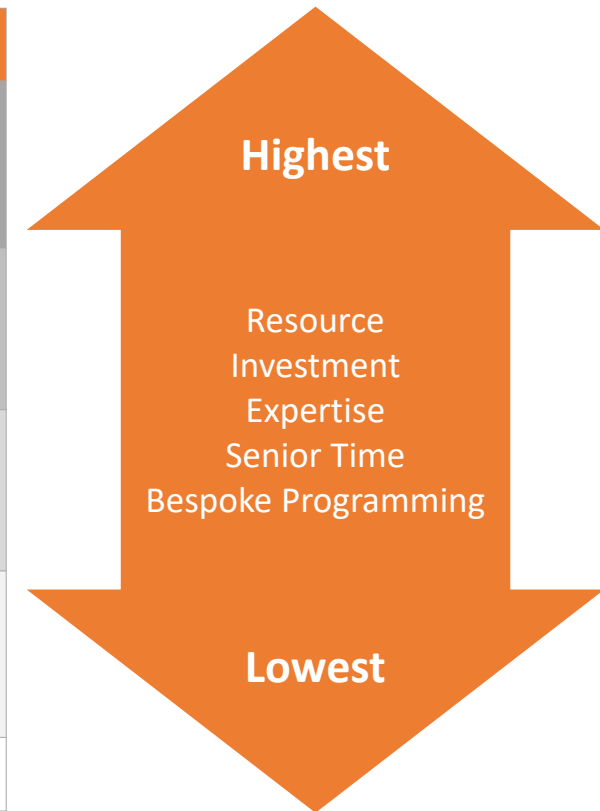 Highest
Resource
Investment
Expertise
Senior Time
Bespoke Programming
Lowest